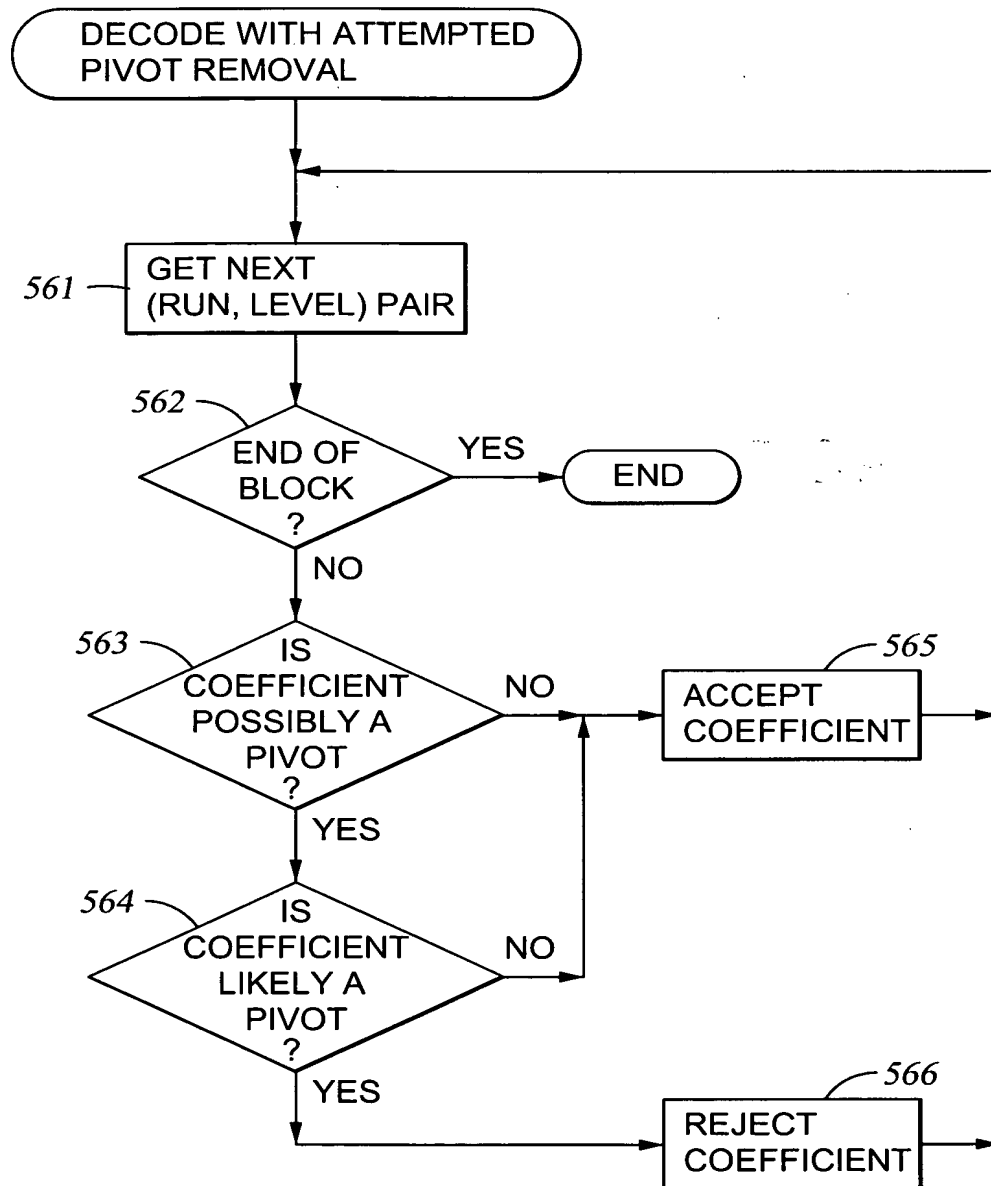 DECODE WITH ATTEMPTED
PIVOT REMOVAL
561
GET NEXT
(RUN, LEVEL) PAIR
562
END OF
BLOCK
?
YES
END
NO
563
IS
COEFFICIENT
POSSIBLY A
PIVOT
?
NO
565
ACCEPT
COEFFICIENT
YES
564
IS
COEFFICIENT
LIKELY A
PIVOT
?
NO
YES
566
REJECT
COEFFICIENT